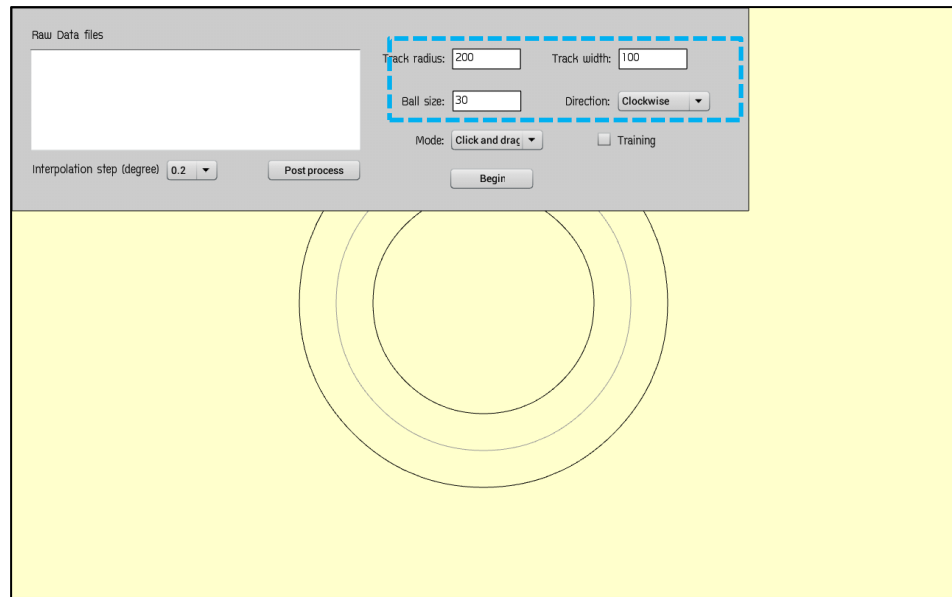 Raw Data files
Track radius: 200 Track width: 100
Ball size: 30 Direction: Clockwise
Mode: Click and drag Training
Interpolation step (degree) 0.2 Post process
Begin